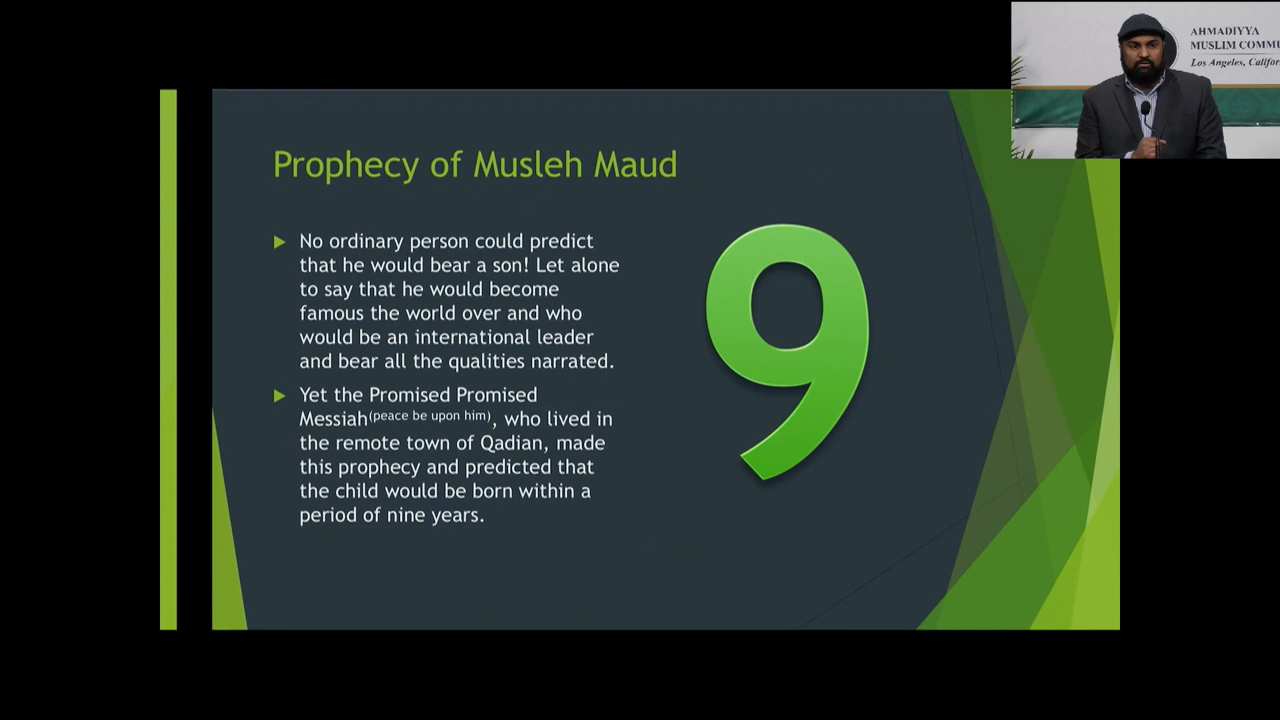 AHMADIYYA
MUSLIM COMMU
Los Angeles, Califor
Prophecy of Musleh Maud
No ordinary person could predict
that he would bear a son! Let alone
to say that he would become
famous the world over and who
would be an international leader
and bear all the qualities narrated.
Yet the Promised Promised
Messiah(peace be upon him), who lived in
the remote town of Qadian, made
this prophecy and predicted that
the child would be born within a
period of nine years.
9